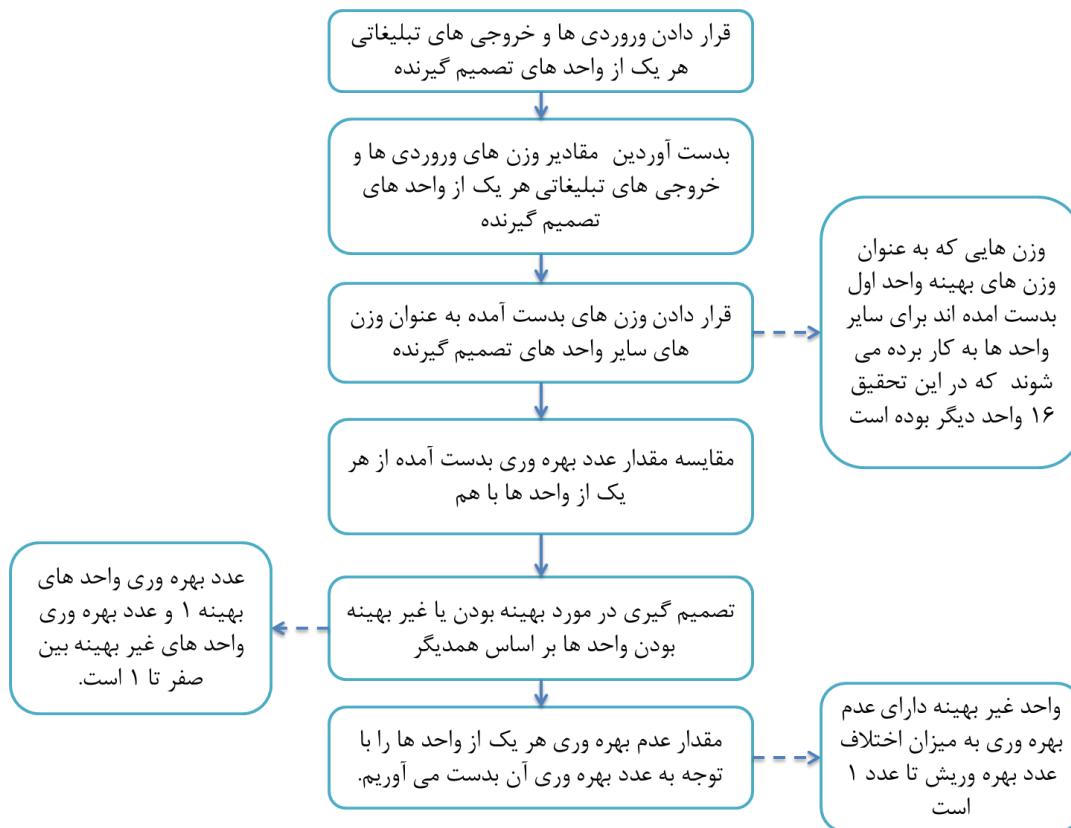 قرار دادن وروردی ها و خروجی های تبلیغاتی
هر یک از واحد های تصمیم گیرنده
بدست آوردین مقادیر وزن های وروردی ها و
خروجی های تبلیغاتی هر یک از واحد های
تصمیم گیرنده
قرار دادن وزن های بدست آمده به عنوان وزن
های سایر واحد های تصمیم گیرنده
وزن هایی که به عنوان
وزن های بهینه واحد اول
بدست امده اند برای سایر
واحد ها به کار برده می
شوند که در این تحقیق
۱۶ واحد دیگر بوده است
مقایسه مقدار عدد بهره وری بدست آمده از هر
یک از واحد ها با هم
تصمیم گیری در مورد بهینه بودن یا غیر بهینه
بودن واحد ها بر اساس همدیگر
عدد بهره وری واحد های
بهینه ۱ و عدد بهره وری
واحد های غیر بهینه بین
صفر تا ۱ است.
مقدار عدم بهره وری هر یک از واحد ها را با
توجه به عدد بهره وری آن بدست می آوریم.
واحد غیر بهینه دارای عدم
بهره وری به میزان اختلاف
عدد بهره وریش تا عدد ۱
است